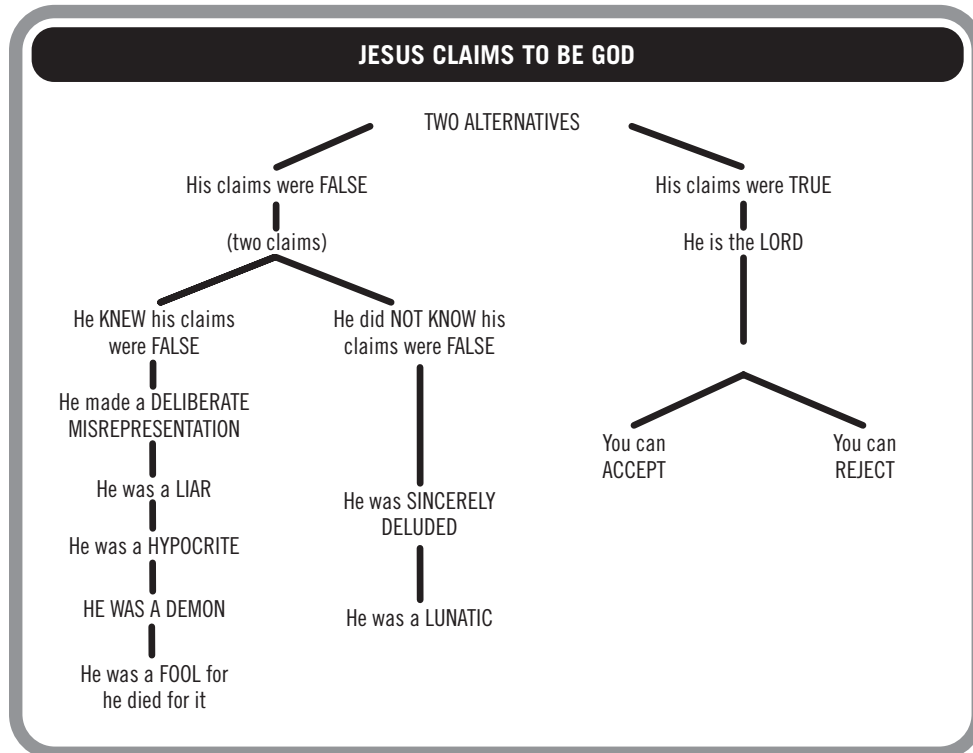 JESUS CLAIMS TO BE GOD
TWO ALTERNATIVES
His claims were FALSE
(two claims)
He KNEW his claims
were FALSE
He made a DELIBERATE
MISREPRESENTATION
He was a LIAR
He was a HYPOCRITE
HE WAS A DEMON
He was a FOOL for
he died for it
He did NOT KNOW his
claims were FALSE
He was SINCERELY
DELUDED
He was a LUNATIC
His claims were TRUE
He is the LORD
You can
ACCEPT
You can
REJECT